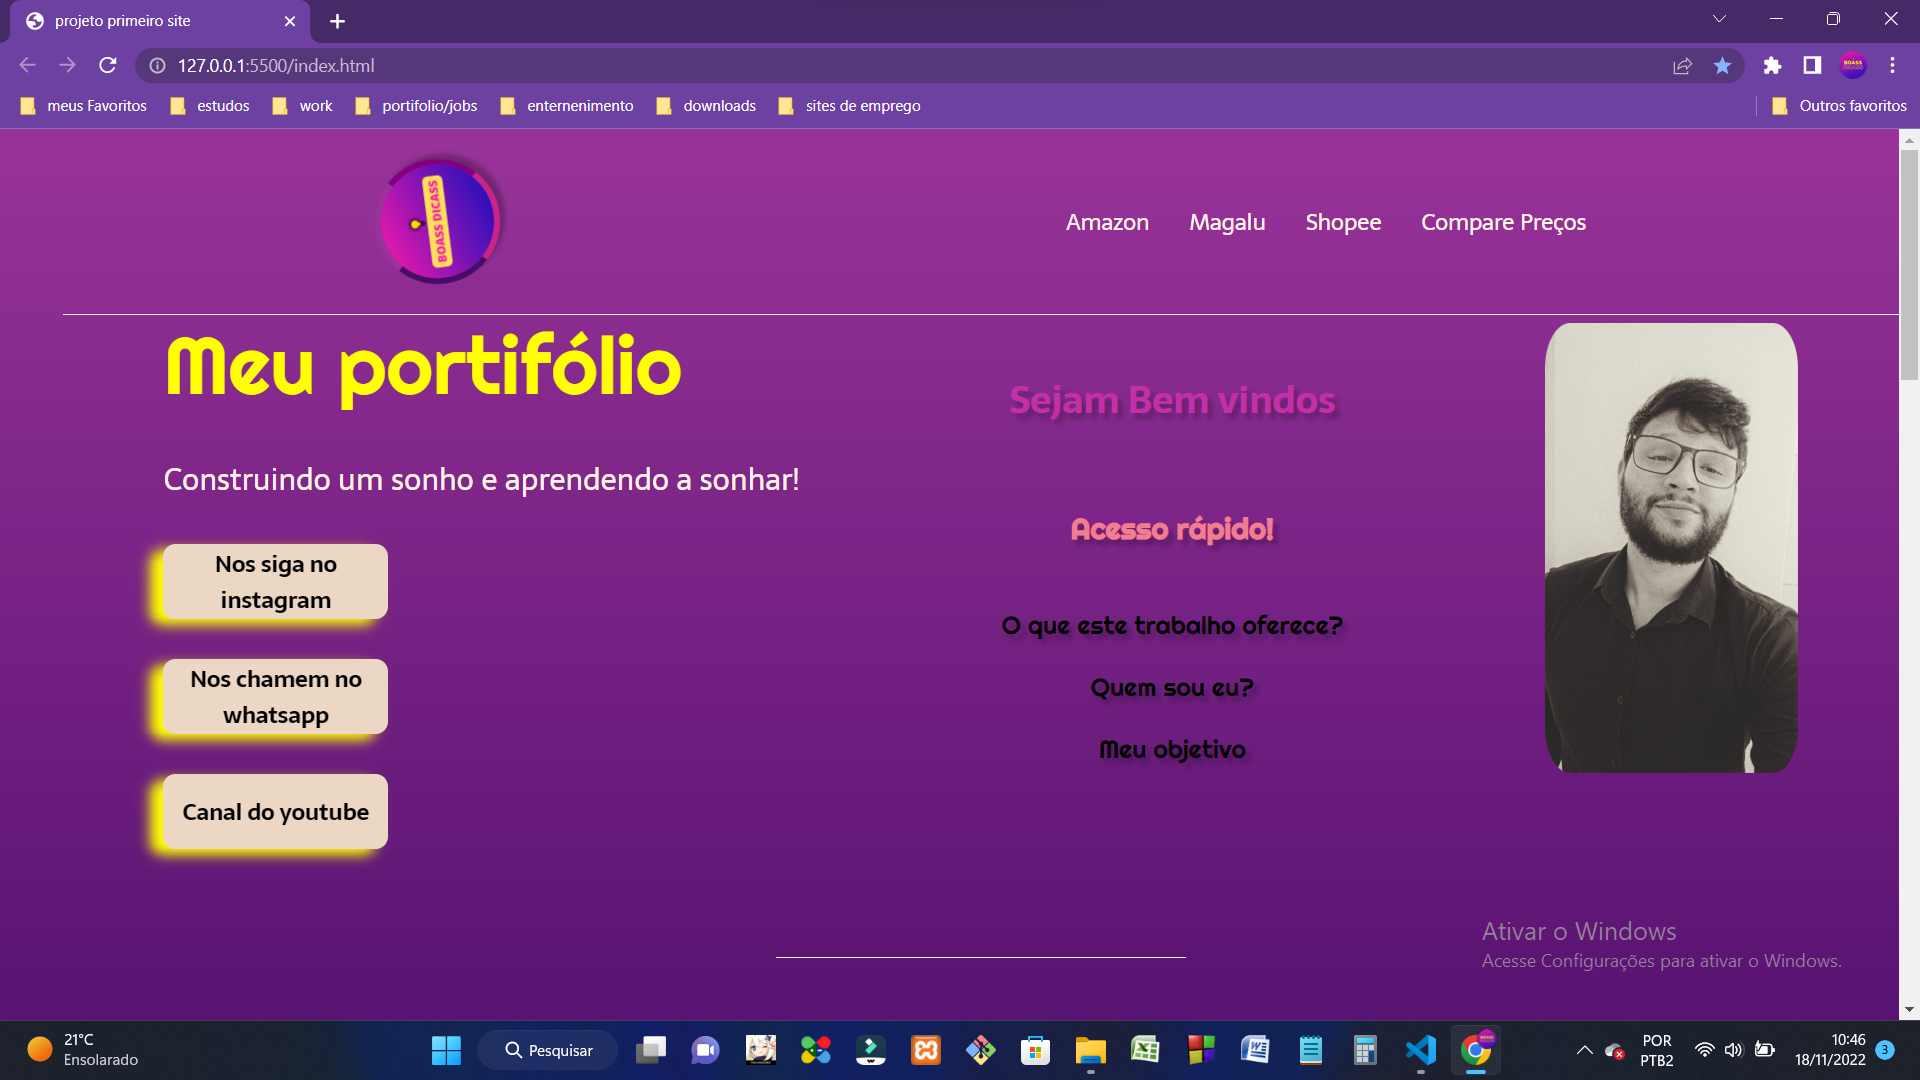 projeto primeiro site
127.0.0.1:5500/index.html
BOASS
meus Favoritos
estudos
work
portifolio/jobs
enternenimento
downloads
sites de emprego
Outros favoritos
BOASS DICASS
Amazon
Magalu
Shopee
Compare Preços
Meu portifólio
Sejam Bem vindos
Construindo um sonho e aprendendo a sonhar!
Acesso rápido!
Nos siga no
instagram
O que este trabalho oferece?
Nos chamem no
whatsapp
Quem sou eu?
Meu objetivo
Canal do youtube
Ativar o Windows
Acesse Configurações para ativar o Windows.
21°C
Ensolarado
Pesquisar
POR
PTB2
10:46
18/11/2022
3